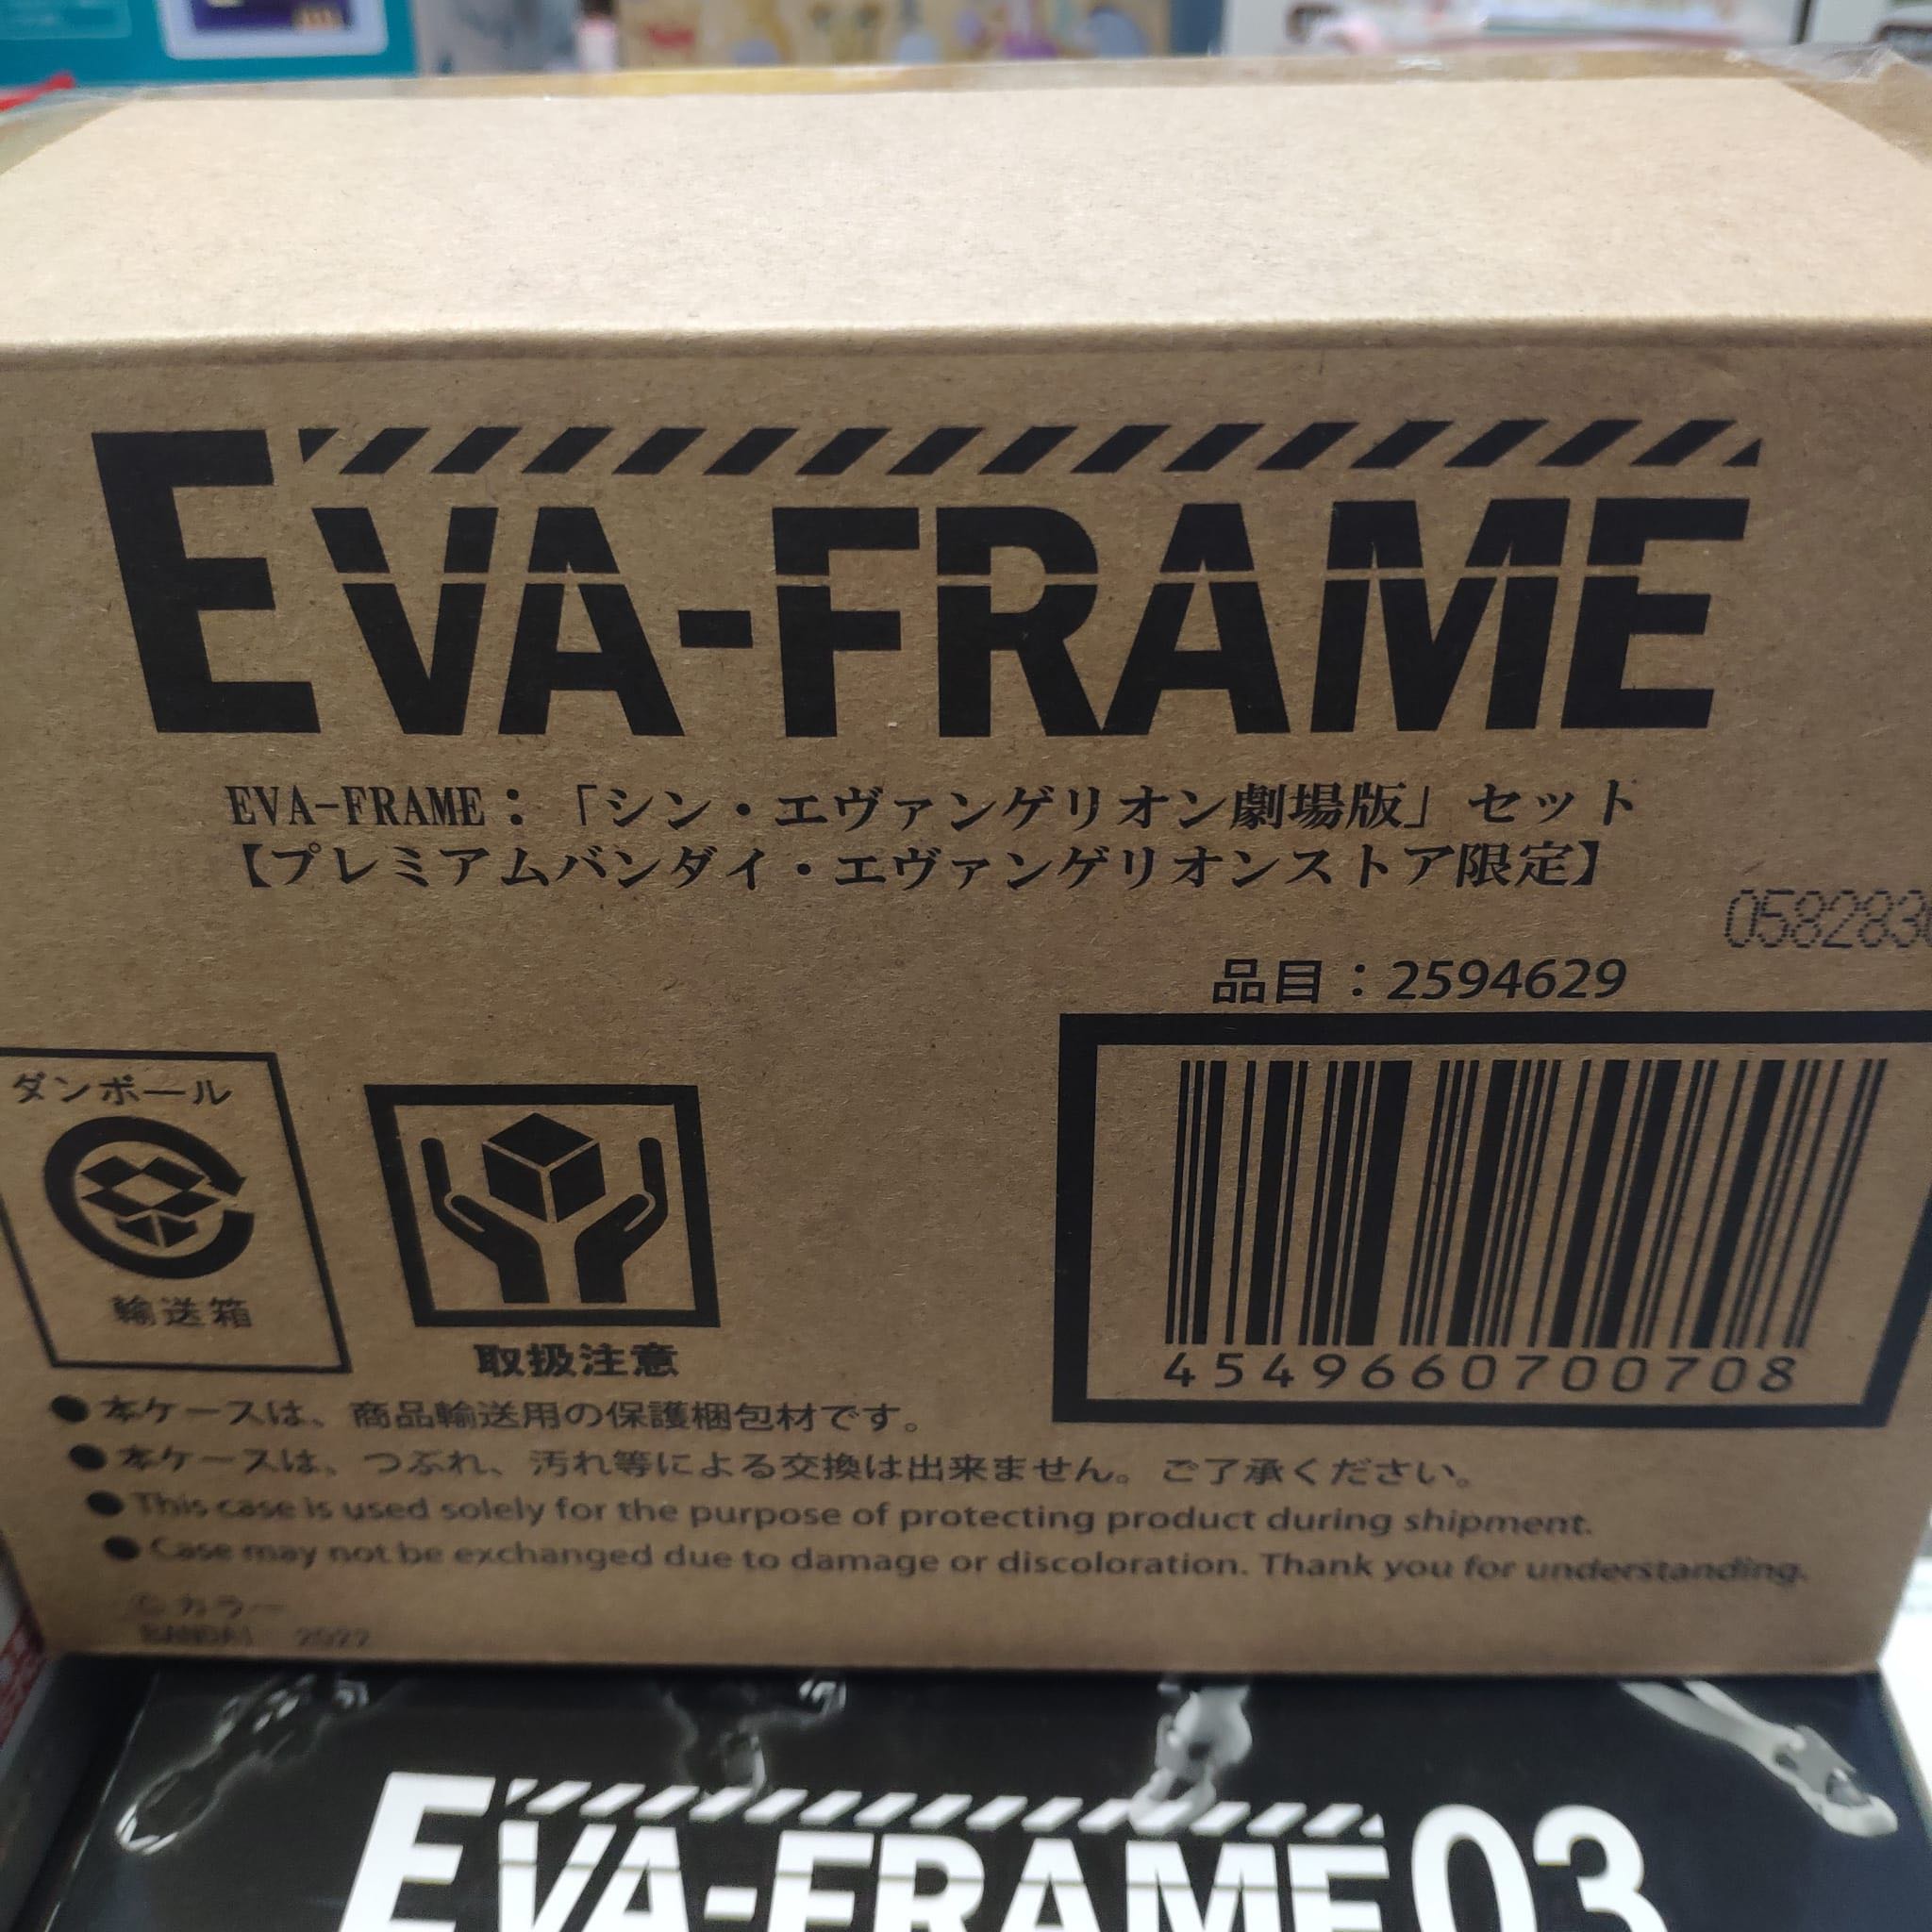 EVA-FRAME
EVA-FRAME：「シン・エヴァンゲリオン劇場版」セット
【プレミアムバンダイ・エヴァンゲリオンストア限定】
058283
品目：2594629
ダンボール
輸送箱
取扱注意
4549660700708
●本ケースは、商品輸送用の保護梱包材です。
●本ケースは、つぶれ、汚れ等による交換は出来ません。ご了承ください。
●This case is used solely for the purpose of protecting product during shipment.
●Case may not be exchanged due to damage or discoloration. Thank you for understanding.
©カラー
BANDAI 2022
EVA-FRAME 03